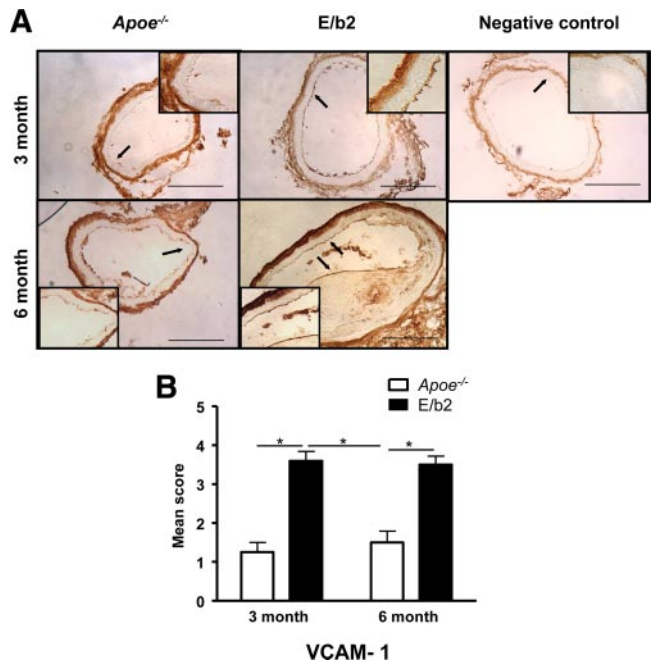 A
Apoe-/-
E/b2
Negative control
3 month
6 month
B
Apoe-/-
E/b2
5
4
3
2
1
0
Mean score
*
*
*
3 month
6 month
VCAM- 1